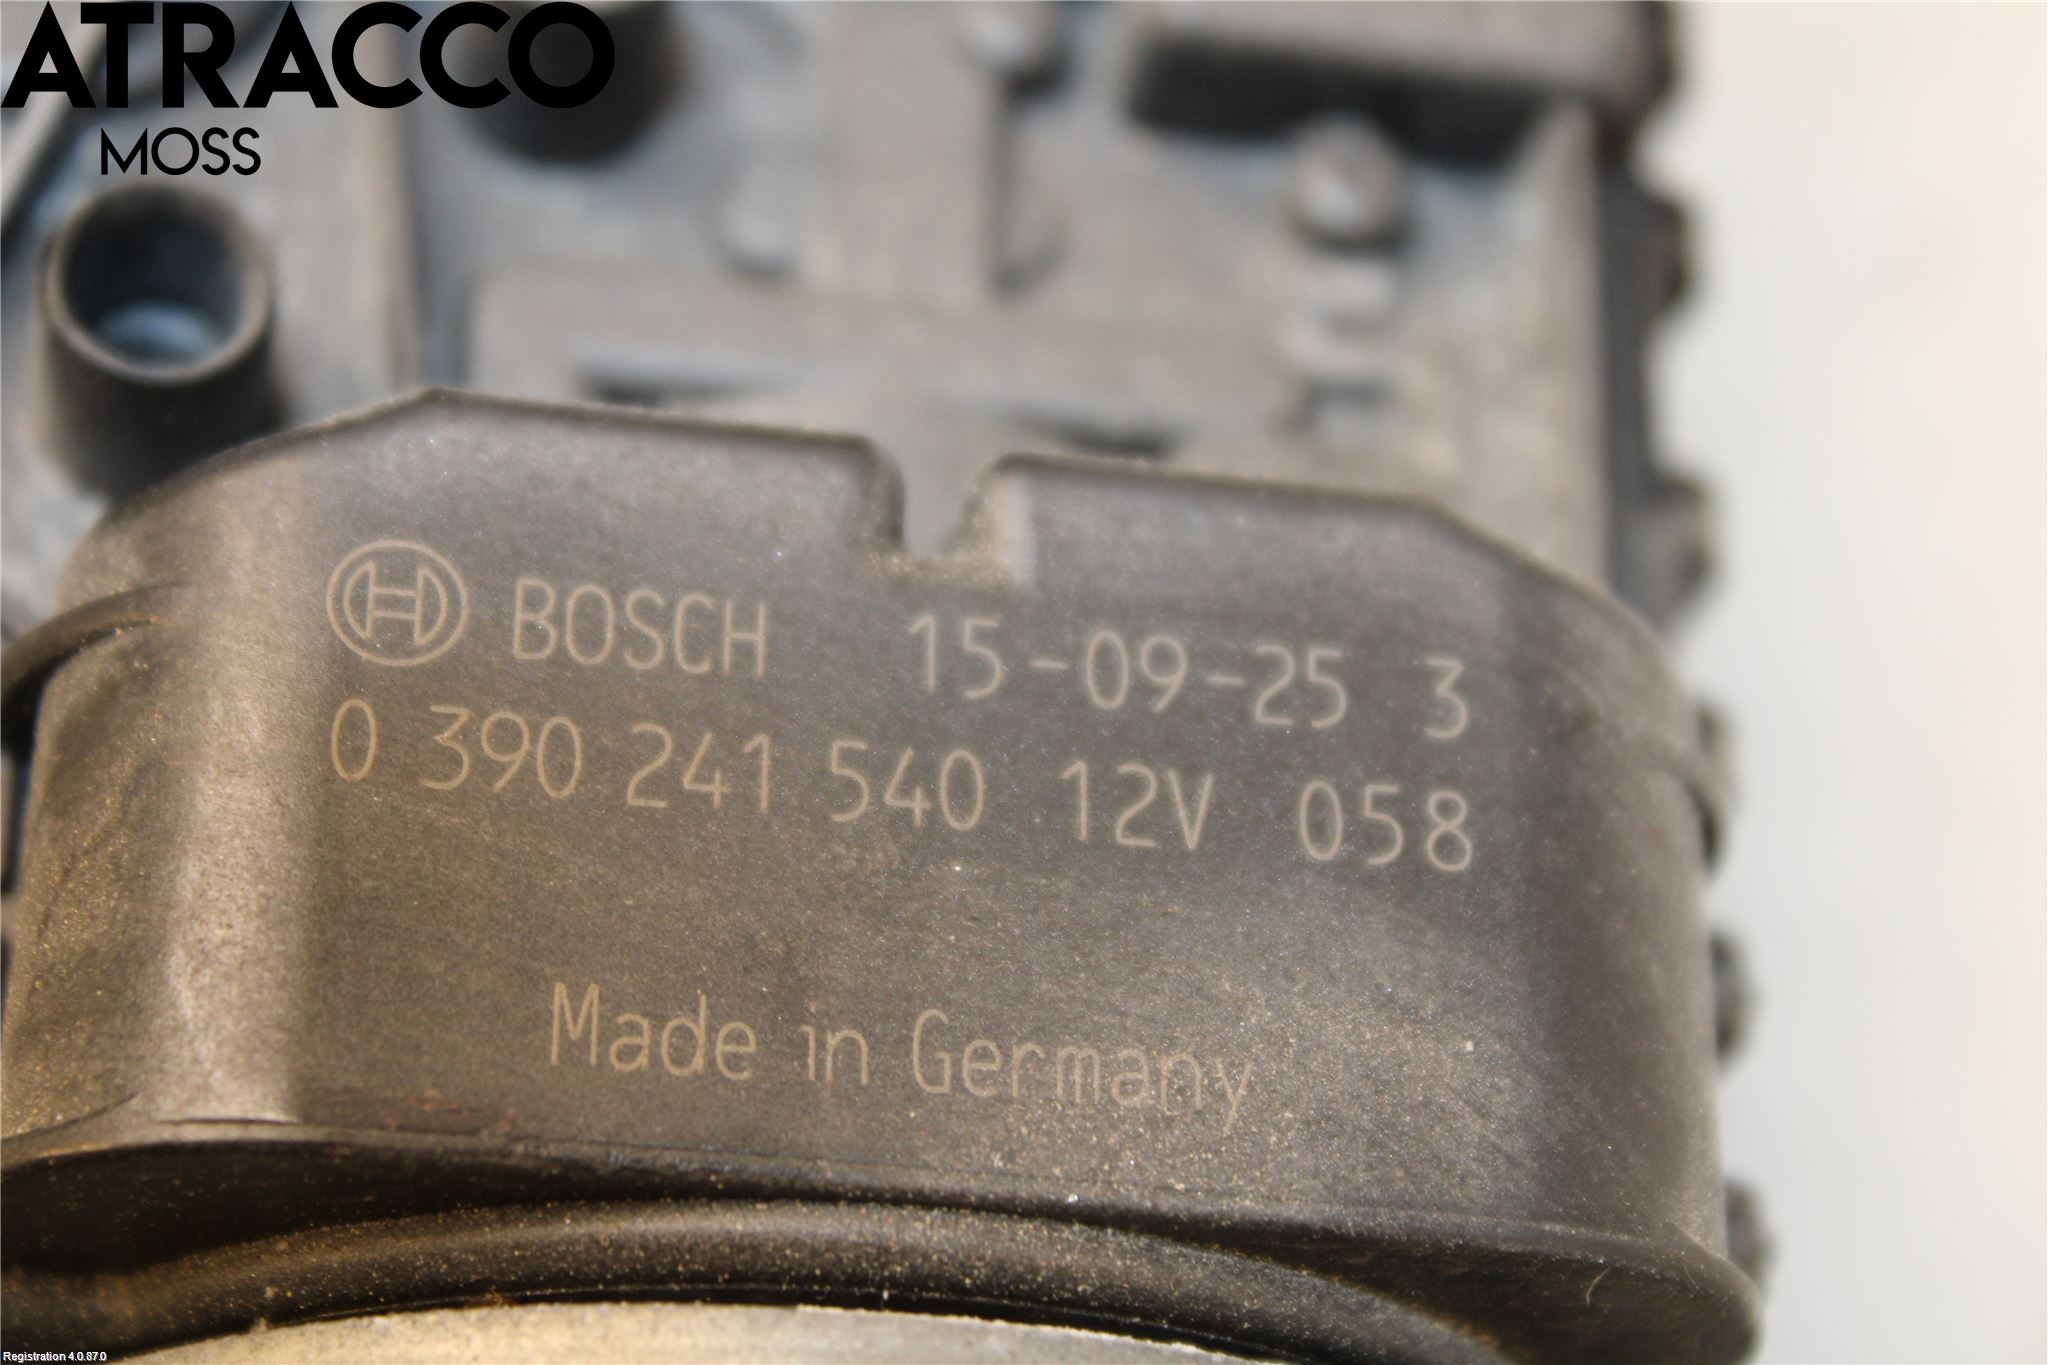 ATRACCO
MOSS
BOSCH 15-09-25 3
0 390 241 540 12V 058
Made in Germany
Registration 4.0.87.0